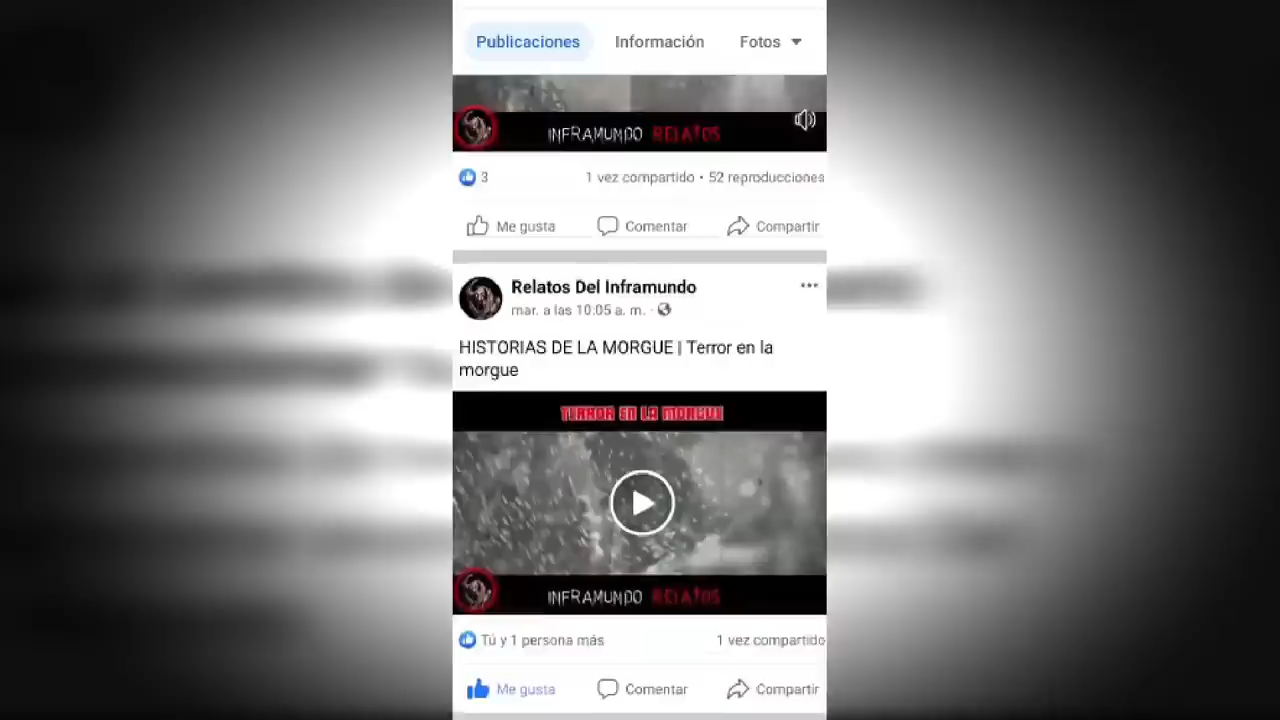 Publicaciones Información Fotos
INFRAMUNDO RELATOS
3 1 vez compartido • 52 reproducciones
Me gusta Comentar Compartir
Relatos Del Inframundo
mar. a las 10:05 a. m. ·
HISTORIAS DE LA MORGUE | Terror en la
morgue
TERROR EN LA MORGUE
INFRAMUNDO RELATOS
Tú y 1 persona más 1 vez compartido
Me gusta Comentar Compartir